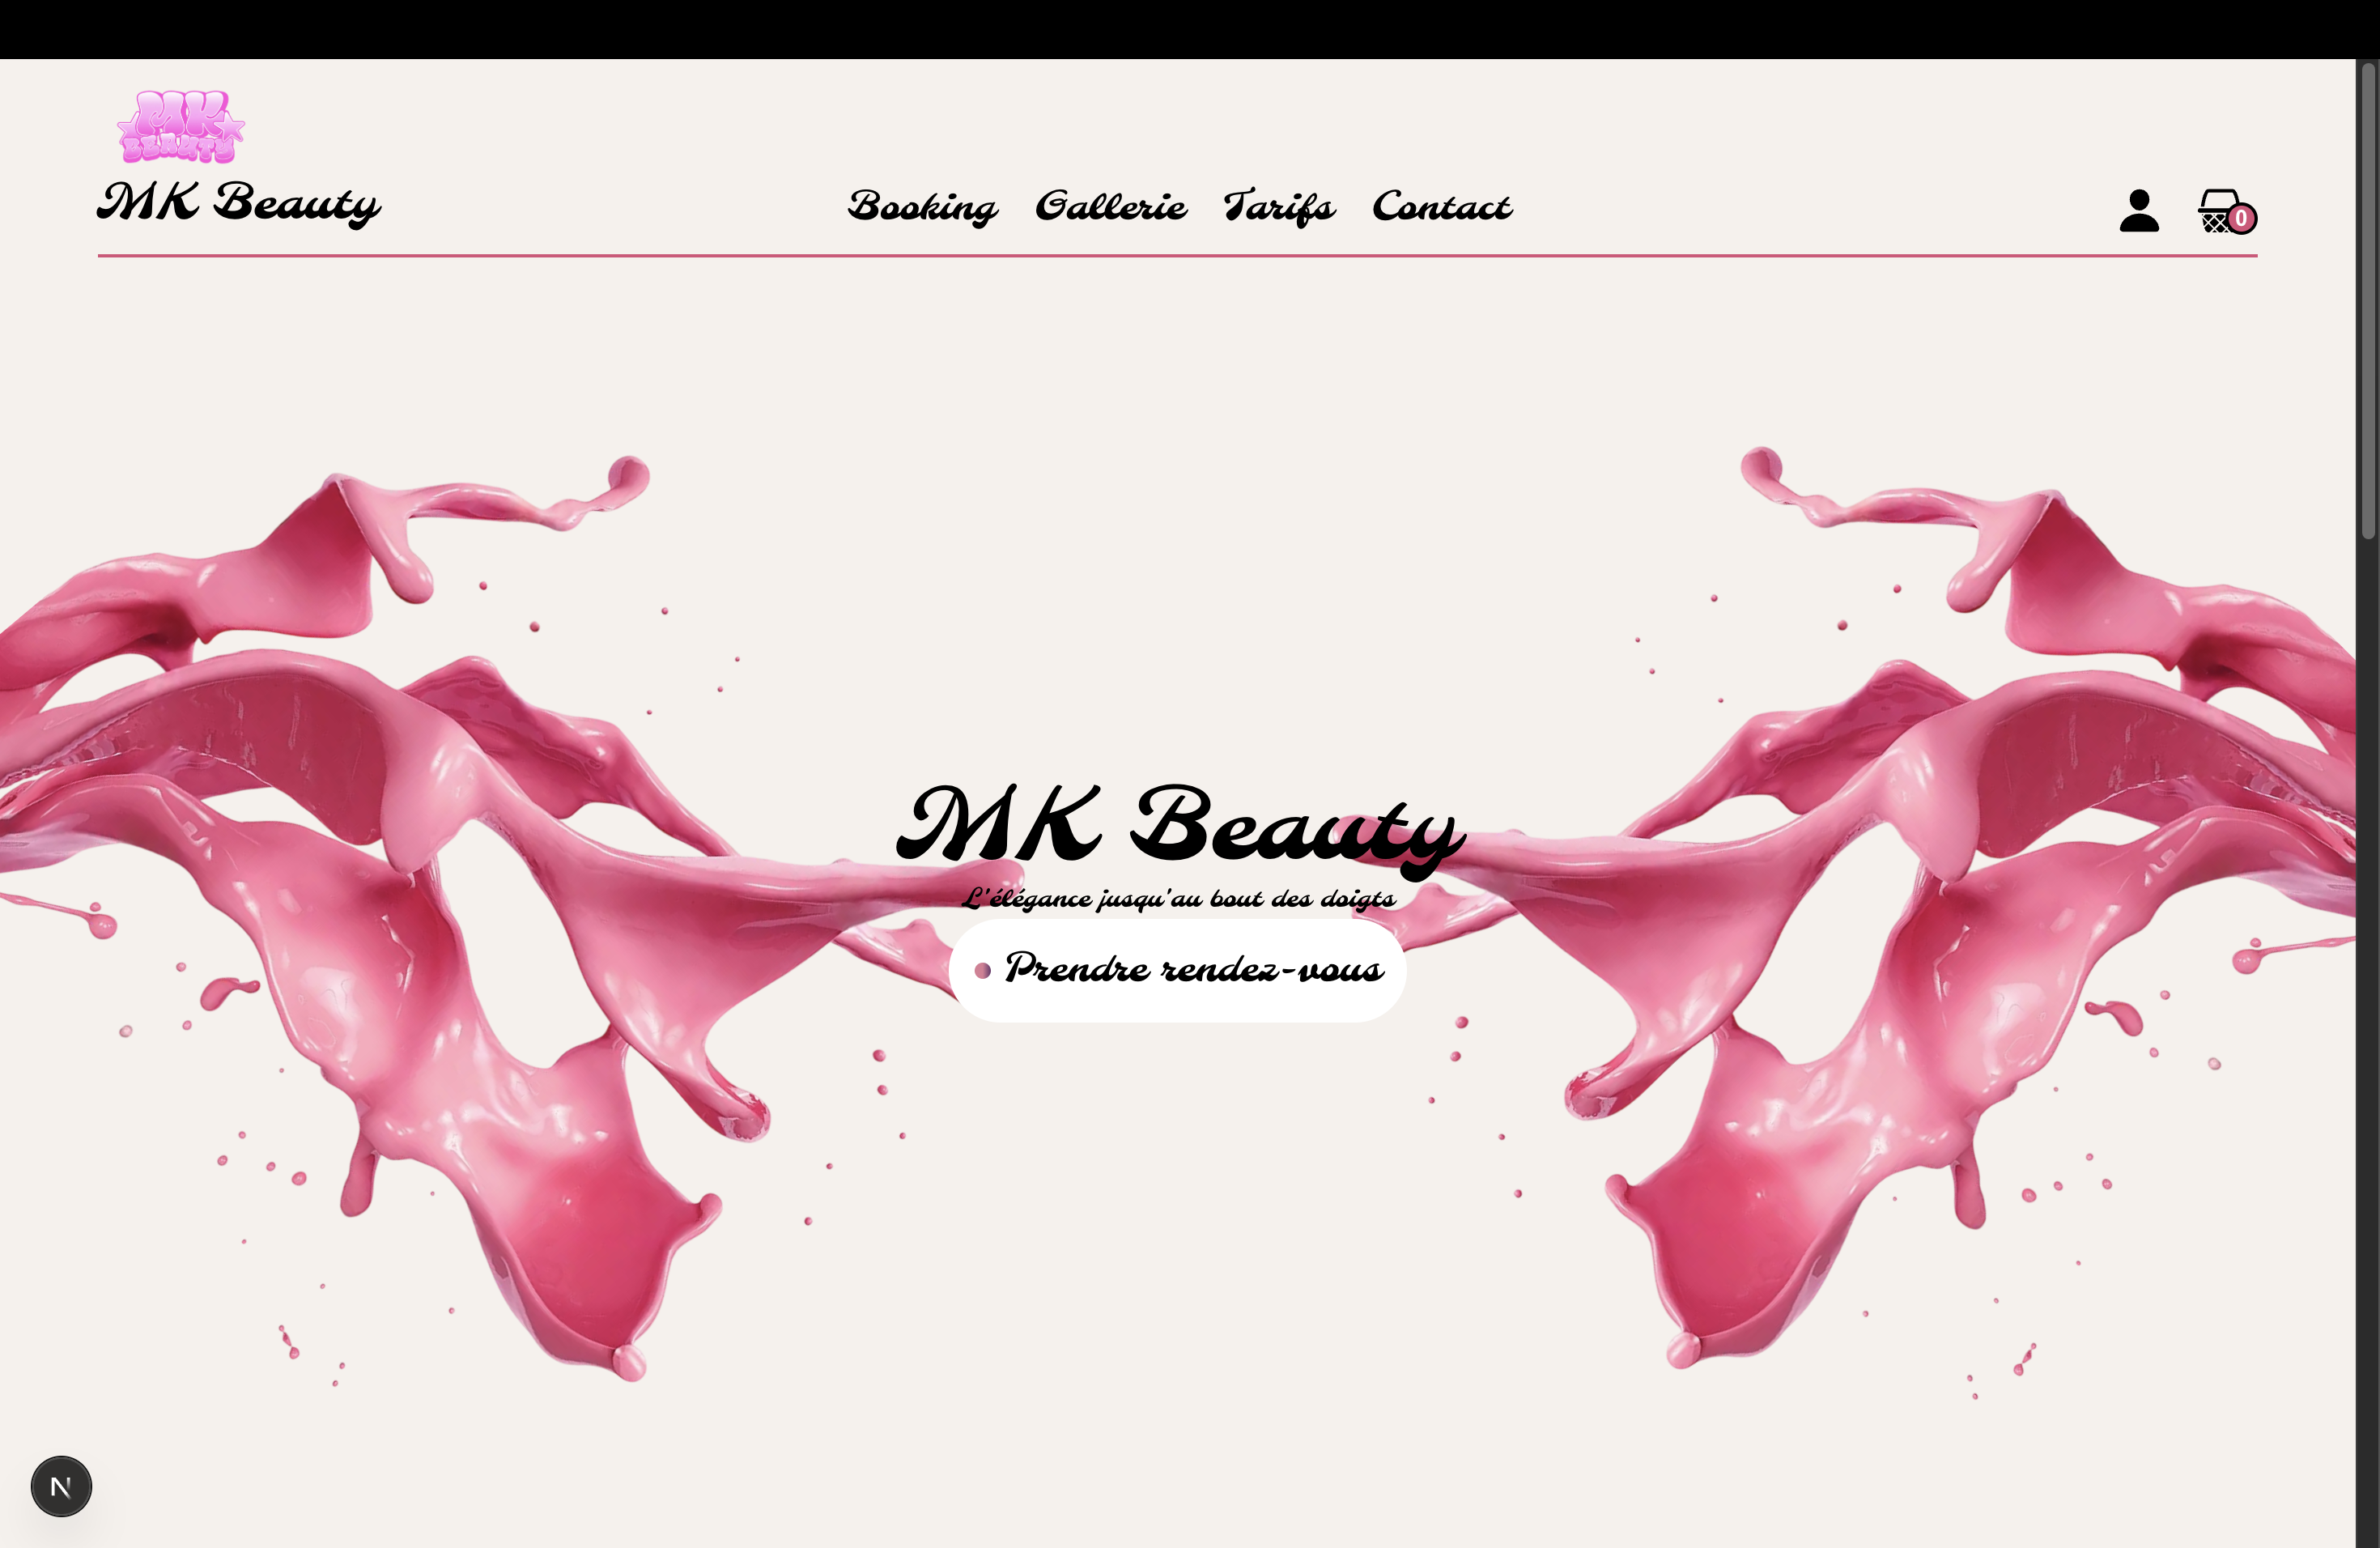 MK
BEAUTY
MK Beauty
Booking Gallerie Tarifs Contact
0
MK Beauty
L'élégance jusqu'au bout des doigts
Prendre rendez-vous
N